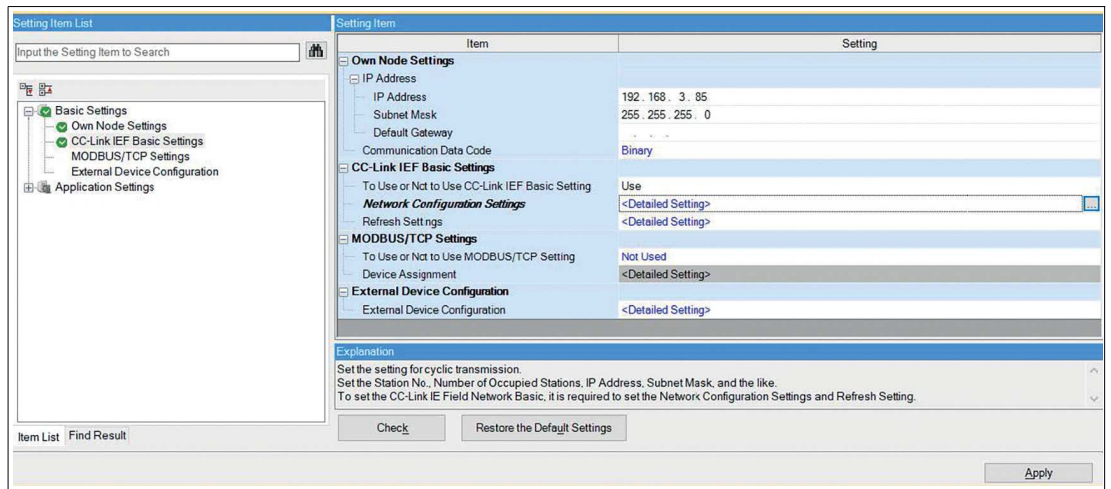 Setting Item List
Input the Setting Item to Search
Basic Settings
Own Node Settings
CC-Link IEF Basic Settings
MODBUS/TCP Settings
External Device Configuration
Application Settings
Item List Find Result
Setting Item
Item Setting
Own Node Settings
IP Address
IP Address 192 . 168 . 3 . 85
Subnet Mask 255 . 255 . 255 . 0
Default Gateway . . .
Communication Data Code Binary
CC-Link IEF Basic Settings
To Use or Not to Use CC-Link IEF Basic Setting Use
Network Configuration Settings <Detailed Setting> ...
Refresh Settings <Detailed Setting>
MODBUS/TCP Settings
To Use or Not to Use MODBUS/TCP Setting Not Used
Device Assignment <Detailed Setting>
External Device Configuration
External Device Configuration <Detailed Setting>
Explanation
Set the setting for cyclic transmission.
Set the Station No., Number of Occupied Stations, IP Address, Subnet Mask, and the like.
To set the CC-Link IE Field Network Basic, it is required to set the Network Configuration Settings and Refresh Setting.
Check Restore the Default Settings
Apply